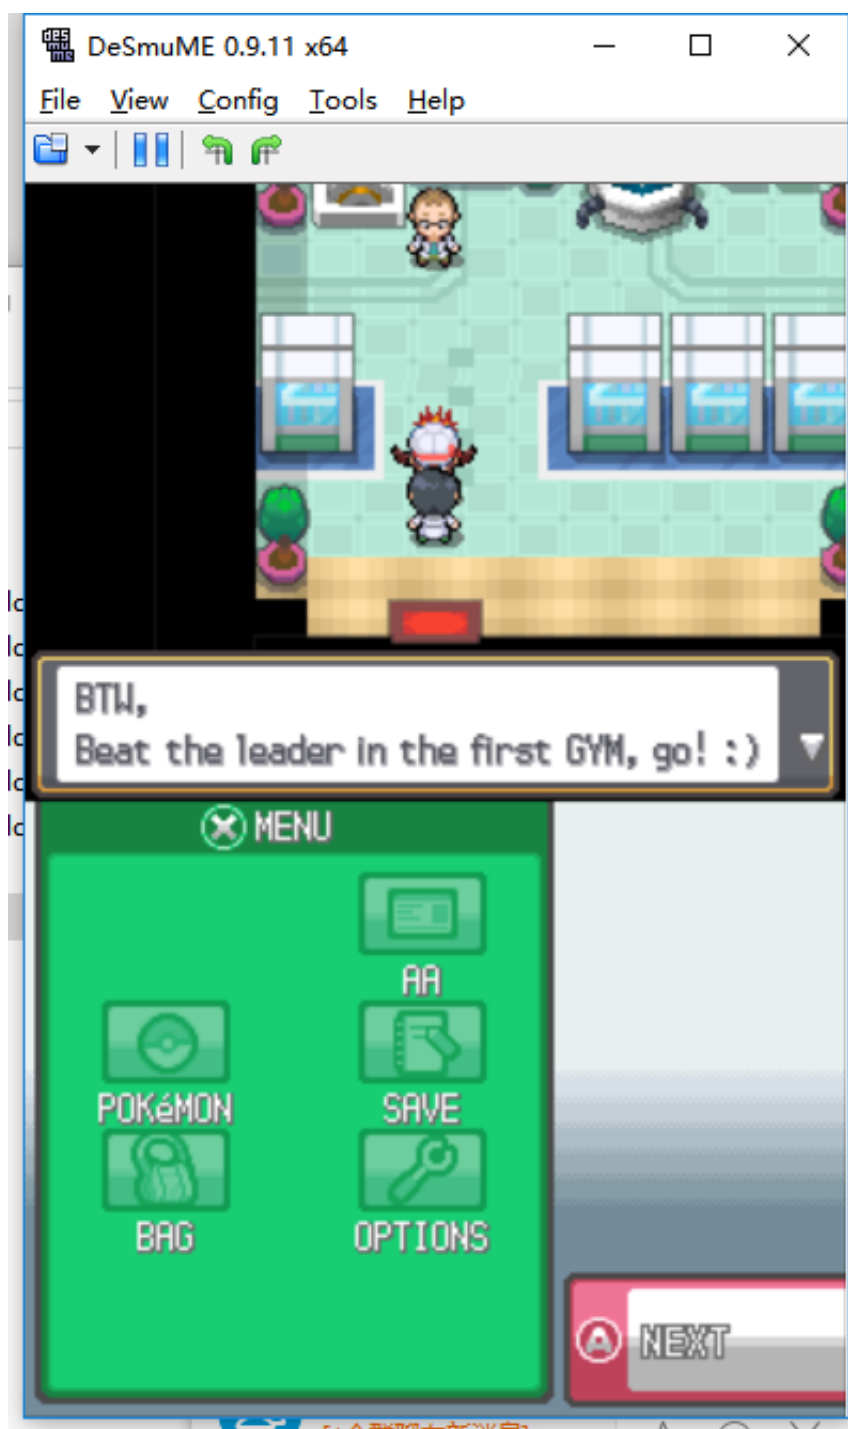 DeSmuME 0.9.11 x64
File View Config Tools Help
BTW,
Beat the leader in the first GYM, go! :)
MENU
AA
POKéMON
SAVE
BAG
OPTIONS
A NEXT